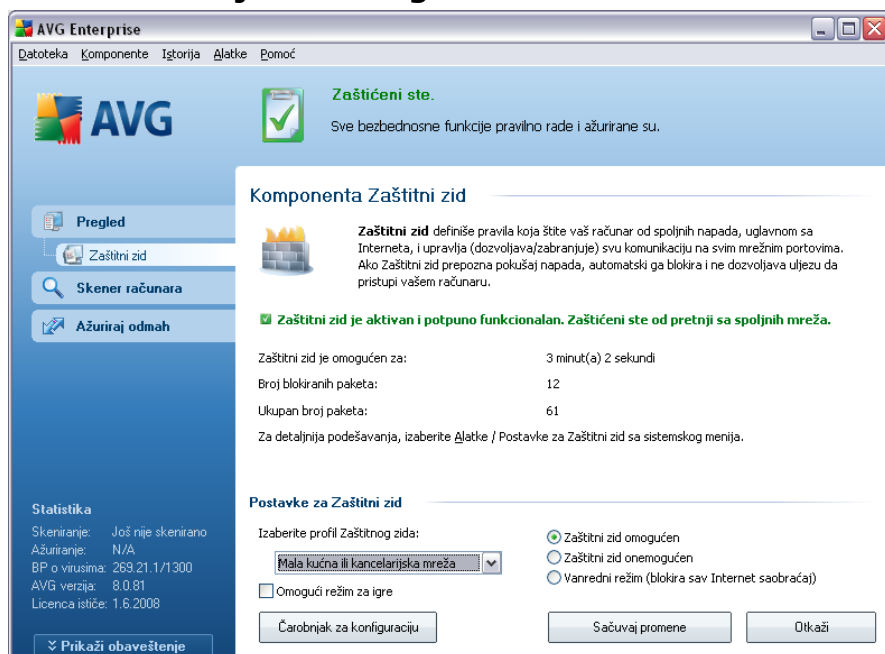 AVG Enterprise
Datoteka Komponente Istorija Alatke Pomoć
AVG
Zaštićeni ste.
Sve bezbednosne funkcije pravilno rade i ažurirane su.
Pregled
Zaštitni zid
Skener računara
Ažuriraj odmah
Komponenta Zaštitni zid
Zaštitni zid definiše pravila koja štite vaš računar od spoljnih napada, uglavnom sa
Interneta, i upravlja (dozvoljava/zabranjuje) svu komunikaciju na svim mrežnim portovima.
Ako Zaštitni zid prepozna pokušaj napada, automatski ga blokira i ne dozvoljava uljezu da
pristupi vašem računaru.
Zaštitni zid je aktivan i potpuno funkcionalan. Zaštićeni ste od pretnji sa spoljnih mreža.
Zaštitni zid je omogućen za: 3 minut(a) 2 sekundi
Broj blokiranih paketa: 12
Ukupan broj paketa: 61
Za detaljnija podešavanja, izaberite Alatke / Postavke za Zaštitni zid sa sistemskog menija.
Statistika
Skeniranje: Još nije skenirano
Ažuriranje: N/A
BP o virusima: 269.21.1/1300
AVG verzija: 8.0.81
Licenca ističe: 1.6.2008
Prikaži obaveštenje
Postavke za Zaštitni zid
Izaberite profil Zaštitnog zida:
Mala kućna ili kancelarijska mreža
Omogući režim za igre
Zaštitni zid omogućen
Zaštitni zid onemogućen
Vanredni režim (blokira sav Internet saobraćaj)
Čarobnjak za konfiguraciju
Sačuvaj promene
Otkaži